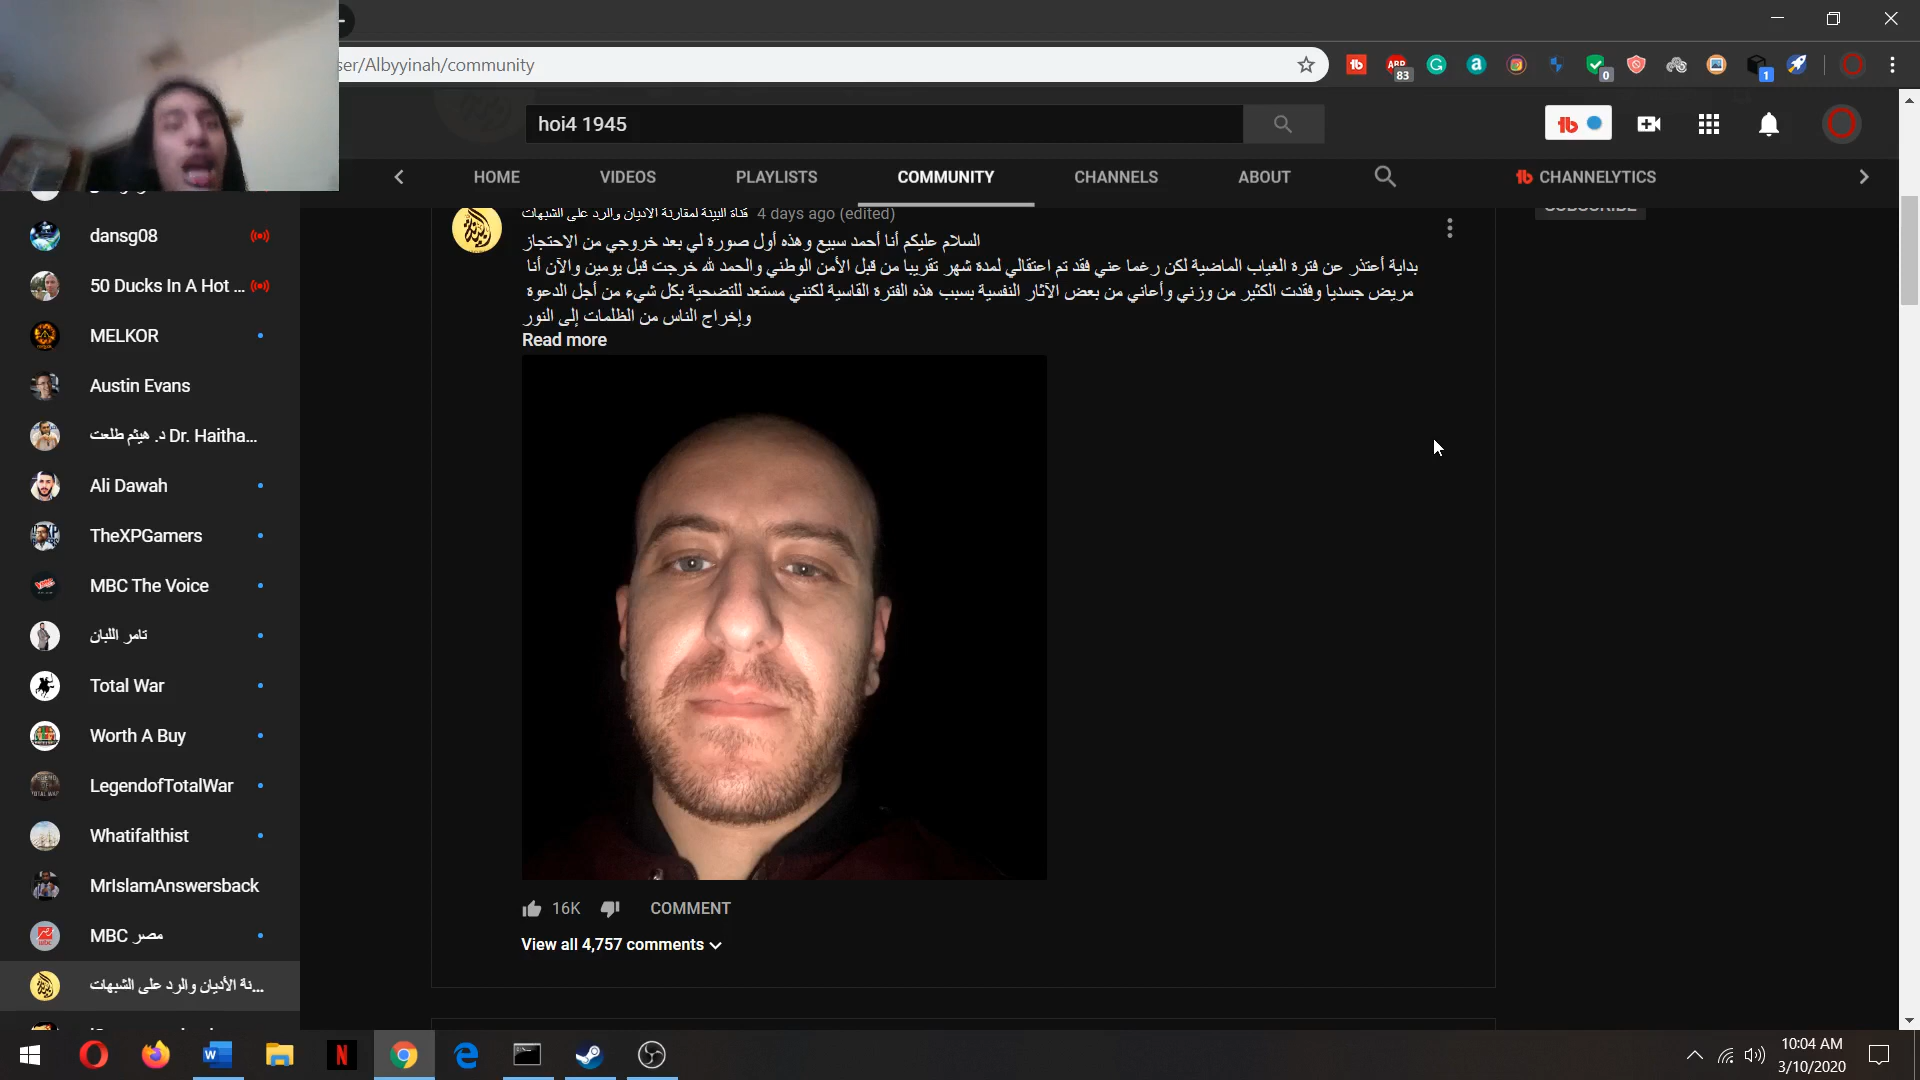 ser/Albyyinah/community
83
0
1
hoi4 1945
HOME
VIDEOS
PLAYLISTS
COMMUNITY
CHANNELS
ABOUT
CHANNELYTICS
SUBSCRIBE
dansg08
50 Ducks In A Hot ...
MELKOR
Austin Evans
د. هيثم طلعت Dr. Haitha...
Ali Dawah
TheXPGamers
MBC The Voice
تامر اللبان
Total War
Worth A Buy
LegendofTotalWar
Whatifalthist
MrIslamAnswersback
MBC مصر
...نة الأديان والرد على الشبهات
قناة البينة لمقارنة الأديان والرد على الشبهات 4 days ago (edited)
السلام عليكم أنا أحمد سبيع وهذه أول صورة لي بعد خروجي من الاحتجاز
بداية أعتذر عن فترة الغياب الماضية لكن رغما عني فقد تم اعتقالي لمدة شهر تقريبا من قبل الأمن الوطني والحمد لله خرجت قبل يومين والآن أنا
مريض جسديا وفقدت الكثير من وزني وأعاني من بعض الآثار النفسية بسبب هذه الفترة القاسية لكنني مستعد للتضحية بكل شيء من أجل الدعوة
وإخراج الناس من الظلمات إلى النور
Read more
16K
COMMENT
View all 4,757 comments
10:04 AM
3/10/2020